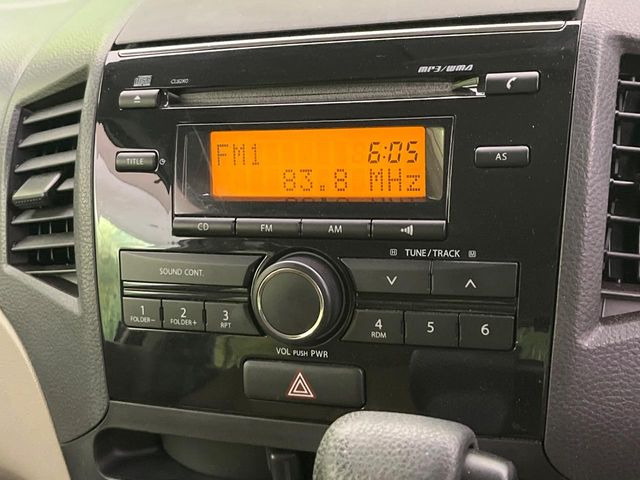 CLB2K0
MP3/WMA
TITLE
FM1 6:05
83.8 MHz
AS
CD FM AM
TUNE/TRACK
SOUND CONT.
1 2 3 4 5 6
FOLDER− FOLDER+ RPT RDM
VOL PUSH PWR